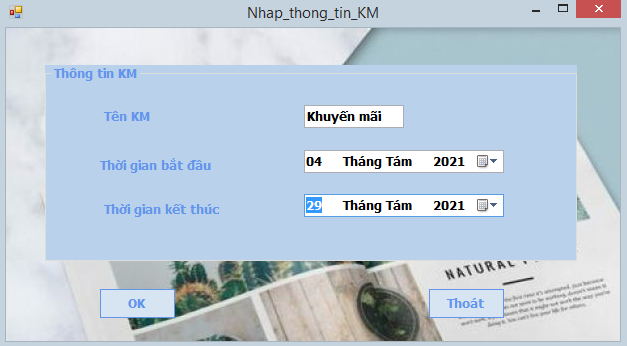 Nhap_thong_tin_KM
Thông tin KM
Tên KM
Khuyến mãi
Thời gian bắt đầu
04 Tháng Tám 2021
Thời gian kết thúc
29 Tháng Tám 2021
NATURAL
OK
Thoát